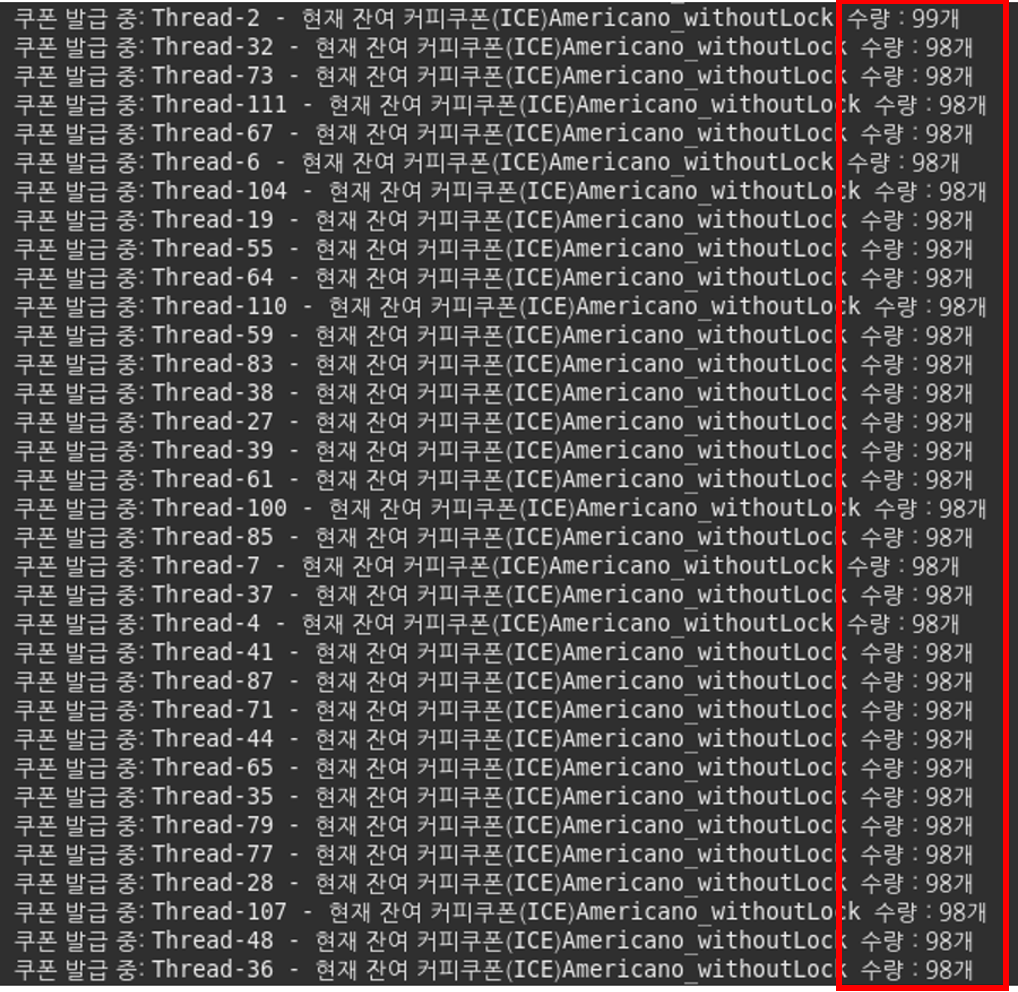 쿠폰 발급 중: Thread-2 - 현재 잔여 커피쿠폰(ICE)Americano_withoutLock 수량 : 99개
쿠폰 발급 중: Thread-32 - 현재 잔여 커피쿠폰(ICE)Americano_withoutLock 수량 : 98개
쿠폰 발급 중: Thread-73 - 현재 잔여 커피쿠폰(ICE)Americano_withoutLock 수량 : 98개
쿠폰 발급 중: Thread-111 - 현재 잔여 커피쿠폰(ICE)Americano_withoutLock 수량 : 98개
쿠폰 발급 중: Thread-67 - 현재 잔여 커피쿠폰(ICE)Americano_withoutLock 수량 : 98개
쿠폰 발급 중: Thread-6 - 현재 잔여 커피쿠폰(ICE)Americano_withoutLock 수량 : 98개
쿠폰 발급 중: Thread-104 - 현재 잔여 커피쿠폰(ICE)Americano_withoutLock 수량 : 98개
쿠폰 발급 중: Thread-19 - 현재 잔여 커피쿠폰(ICE)Americano_withoutLock 수량 : 98개
쿠폰 발급 중: Thread-55 - 현재 잔여 커피쿠폰(ICE)Americano_withoutLock 수량 : 98개
쿠폰 발급 중: Thread-64 - 현재 잔여 커피쿠폰(ICE)Americano_withoutLock 수량 : 98개
쿠폰 발급 중: Thread-110 - 현재 잔여 커피쿠폰(ICE)Americano_withoutLock 수량 : 98개
쿠폰 발급 중: Thread-59 - 현재 잔여 커피쿠폰(ICE)Americano_withoutLock 수량 : 98개
쿠폰 발급 중: Thread-83 - 현재 잔여 커피쿠폰(ICE)Americano_withoutLock 수량 : 98개
쿠폰 발급 중: Thread-38 - 현재 잔여 커피쿠폰(ICE)Americano_withoutLock 수량 : 98개
쿠폰 발급 중: Thread-27 - 현재 잔여 커피쿠폰(ICE)Americano_withoutLock 수량 : 98개
쿠폰 발급 중: Thread-39 - 현재 잔여 커피쿠폰(ICE)Americano_withoutLock 수량 : 98개
쿠폰 발급 중: Thread-61 - 현재 잔여 커피쿠폰(ICE)Americano_withoutLock 수량 : 98개
쿠폰 발급 중: Thread-100 - 현재 잔여 커피쿠폰(ICE)Americano_withoutLock 수량 : 98개
쿠폰 발급 중: Thread-85 - 현재 잔여 커피쿠폰(ICE)Americano_withoutLock 수량 : 98개
쿠폰 발급 중: Thread-7 - 현재 잔여 커피쿠폰(ICE)Americano_withoutLock 수량 : 98개
쿠폰 발급 중: Thread-37 - 현재 잔여 커피쿠폰(ICE)Americano_withoutLock 수량 : 98개
쿠폰 발급 중: Thread-4 - 현재 잔여 커피쿠폰(ICE)Americano_withoutLock 수량 : 98개
쿠폰 발급 중: Thread-41 - 현재 잔여 커피쿠폰(ICE)Americano_withoutLock 수량 : 98개
쿠폰 발급 중: Thread-87 - 현재 잔여 커피쿠폰(ICE)Americano_withoutLock 수량 : 98개
쿠폰 발급 중: Thread-71 - 현재 잔여 커피쿠폰(ICE)Americano_withoutLock 수량 : 98개
쿠폰 발급 중: Thread-44 - 현재 잔여 커피쿠폰(ICE)Americano_withoutLock 수량 : 98개
쿠폰 발급 중: Thread-65 - 현재 잔여 커피쿠폰(ICE)Americano_withoutLock 수량 : 98개
쿠폰 발급 중: Thread-35 - 현재 잔여 커피쿠폰(ICE)Americano_withoutLock 수량 : 98개
쿠폰 발급 중: Thread-79 - 현재 잔여 커피쿠폰(ICE)Americano_withoutLock 수량 : 98개
쿠폰 발급 중: Thread-77 - 현재 잔여 커피쿠폰(ICE)Americano_withoutLock 수량 : 98개
쿠폰 발급 중: Thread-28 - 현재 잔여 커피쿠폰(ICE)Americano_withoutLock 수량 : 98개
쿠폰 발급 중: Thread-107 - 현재 잔여 커피쿠폰(ICE)Americano_withoutLock 수량 : 98개
쿠폰 발급 중: Thread-48 - 현재 잔여 커피쿠폰(ICE)Americano_withoutLock 수량 : 98개
쿠폰 발급 중: Thread-36 - 현재 잔여 커피쿠폰(ICE)Americano_withoutLock 수량 : 98개